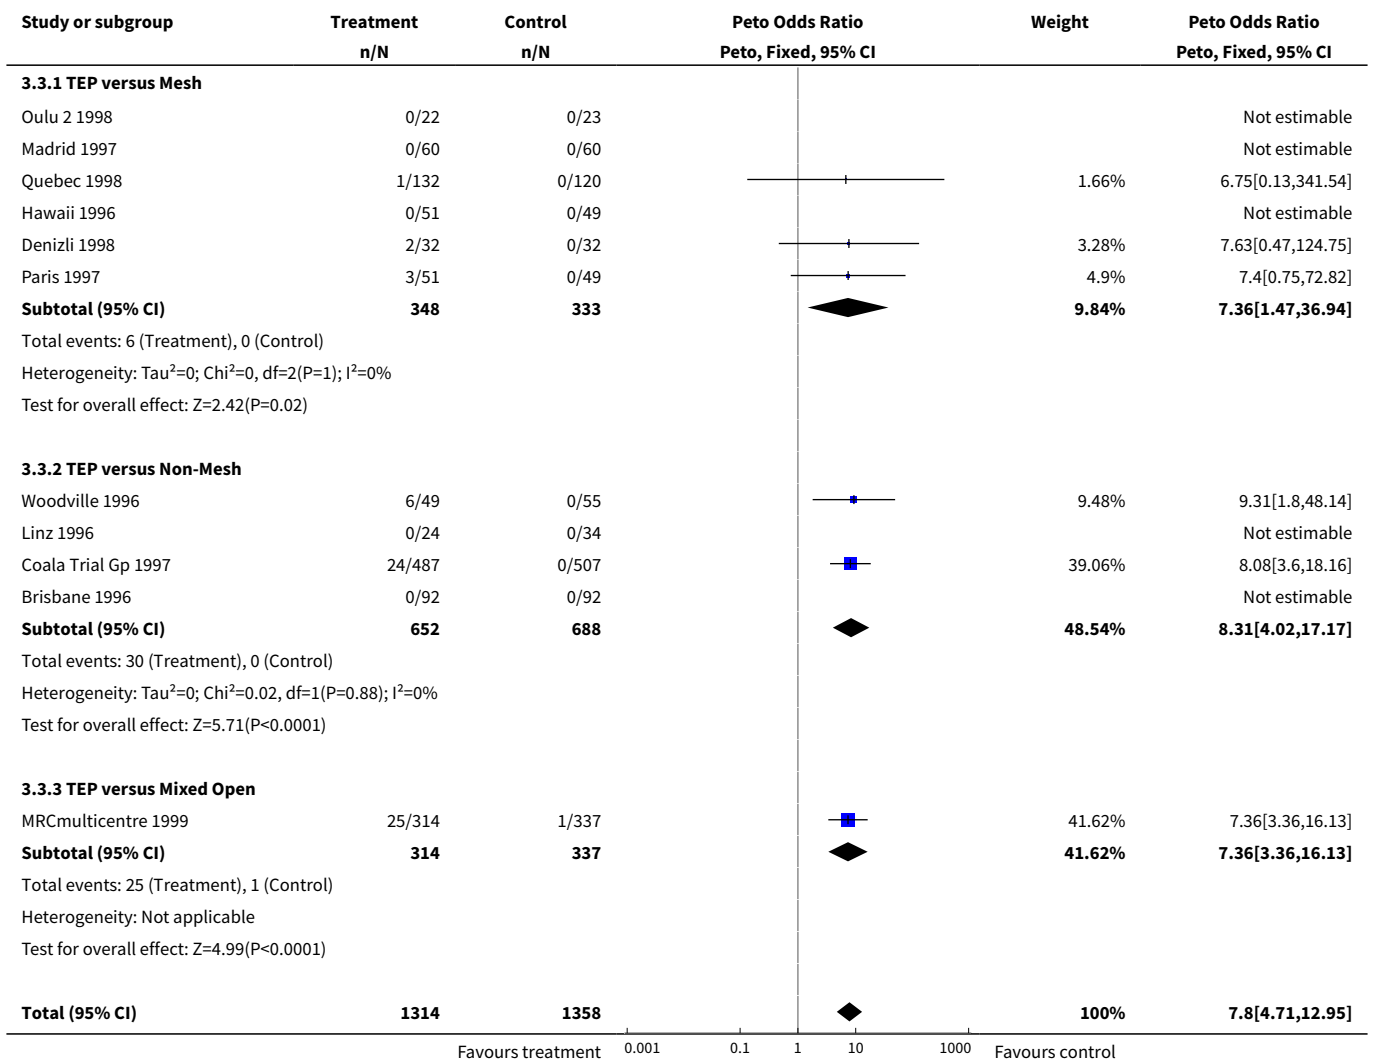 Study or subgroup Treatment Control Peto Odds Ratio Weight Peto Odds Ratio
n/N n/N Peto, Fixed, 95% CI Peto, Fixed, 95% CI
3.3.1 TEP versus Mesh
Oulu 2 1998 0/22 0/23 Not estimable
Madrid 1997 0/60 0/60 Not estimable
Quebec 1998 1/132 0/120 1.66% 6.75[0.13,341.54]
Hawaii 1996 0/51 0/49 Not estimable
Denizli 1998 2/32 0/32 3.28% 7.63[0.47,124.75]
Paris 1997 3/51 0/49 4.9% 7.4[0.75,72.82]
Subtotal (95% CI) 348 333 9.84% 7.36[1.47,36.94]
Total events: 6 (Treatment), 0 (Control)
Heterogeneity: Tau²=0; Chi²=0, df=2(P=1); I²=0%
Test for overall effect: Z=2.42(P=0.02)
3.3.2 TEP versus Non-Mesh
Woodville 1996 6/49 0/55 9.48% 9.31[1.8,48.14]
Linz 1996 0/24 0/34 Not estimable
Coala Trial Gp 1997 24/487 0/507 39.06% 8.08[3.6,18.16]
Brisbane 1996 0/92 0/92 Not estimable
Subtotal (95% CI) 652 688 48.54% 8.31[4.02,17.17]
Total events: 30 (Treatment), 0 (Control)
Heterogeneity: Tau²=0; Chi²=0.02, df=1(P=0.88); I²=0%
Test for overall effect: Z=5.71(P<0.0001)
3.3.3 TEP versus Mixed Open
MRCmulticentre 1999 25/314 1/337 41.62% 7.36[3.36,16.13]
Subtotal (95% CI) 314 337 41.62% 7.36[3.36,16.13]
Total events: 25 (Treatment), 1 (Control)
Heterogeneity: Not applicable
Test for overall effect: Z=4.99(P<0.0001)
Total (95% CI) 1314 1358 100% 7.8[4.71,12.95]
Favours treatment 0.001 0.1 1 10 1000 Favours control